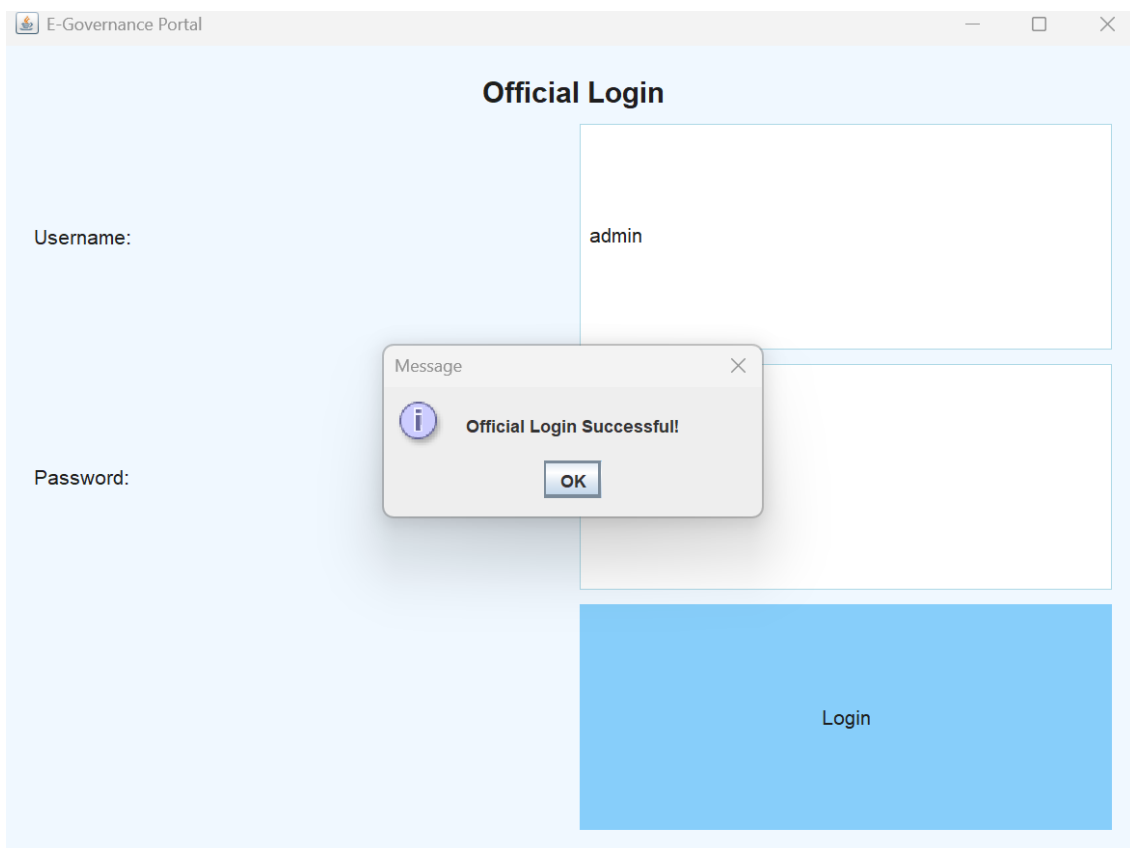 E-Governance Portal
Official Login
Username:
admin
Message
Official Login Successful!
OK
Password:
Login